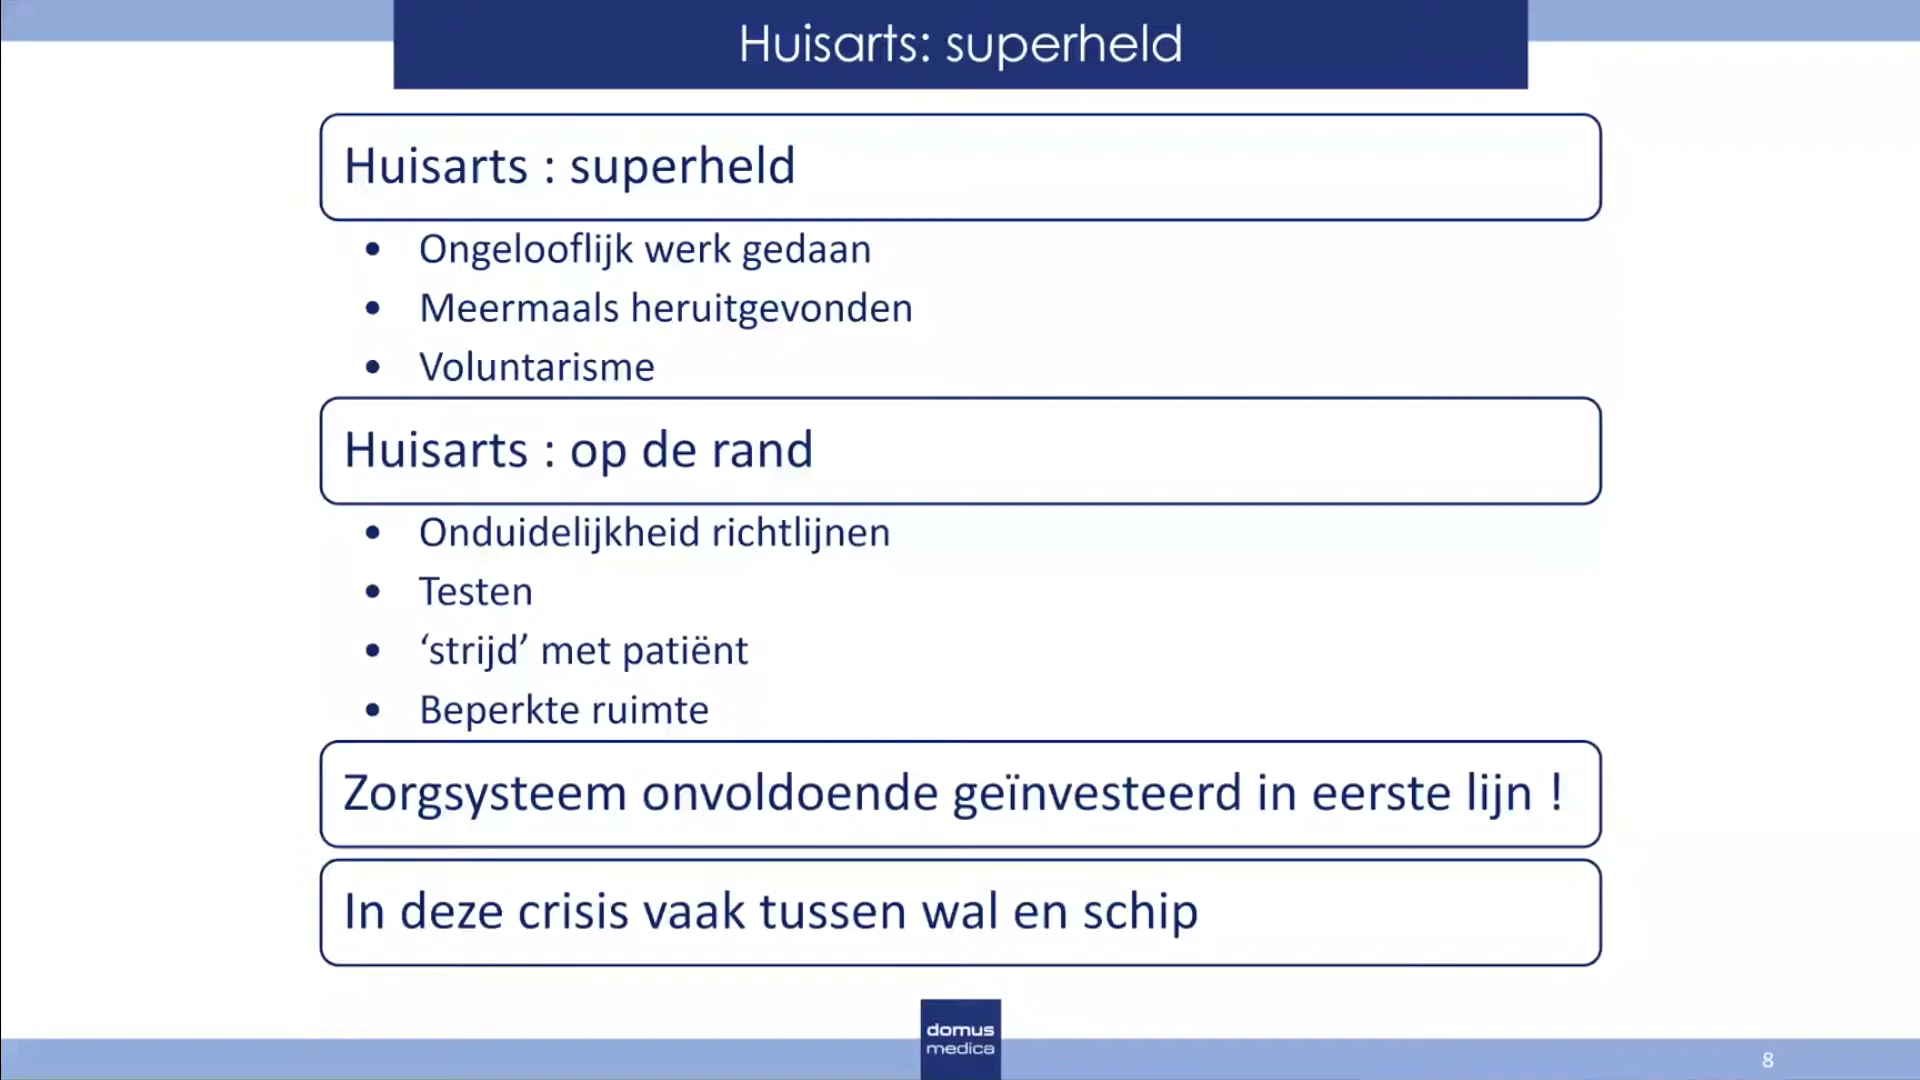 Huisarts: superheld
Huisarts : superheld
• Ongelooflijk werk gedaan
• Meermaals heruitgevonden
• Voluntarisme
Huisarts : op de rand
• Onduidelijkheid richtlijnen
• Testen
• ‘strijd’ met patiënt
• Beperkte ruimte
Zorgsysteem onvoldoende geïnvesteerd in eerste lijn !
In deze crisis vaak tussen wal en schip
domus
medica
8